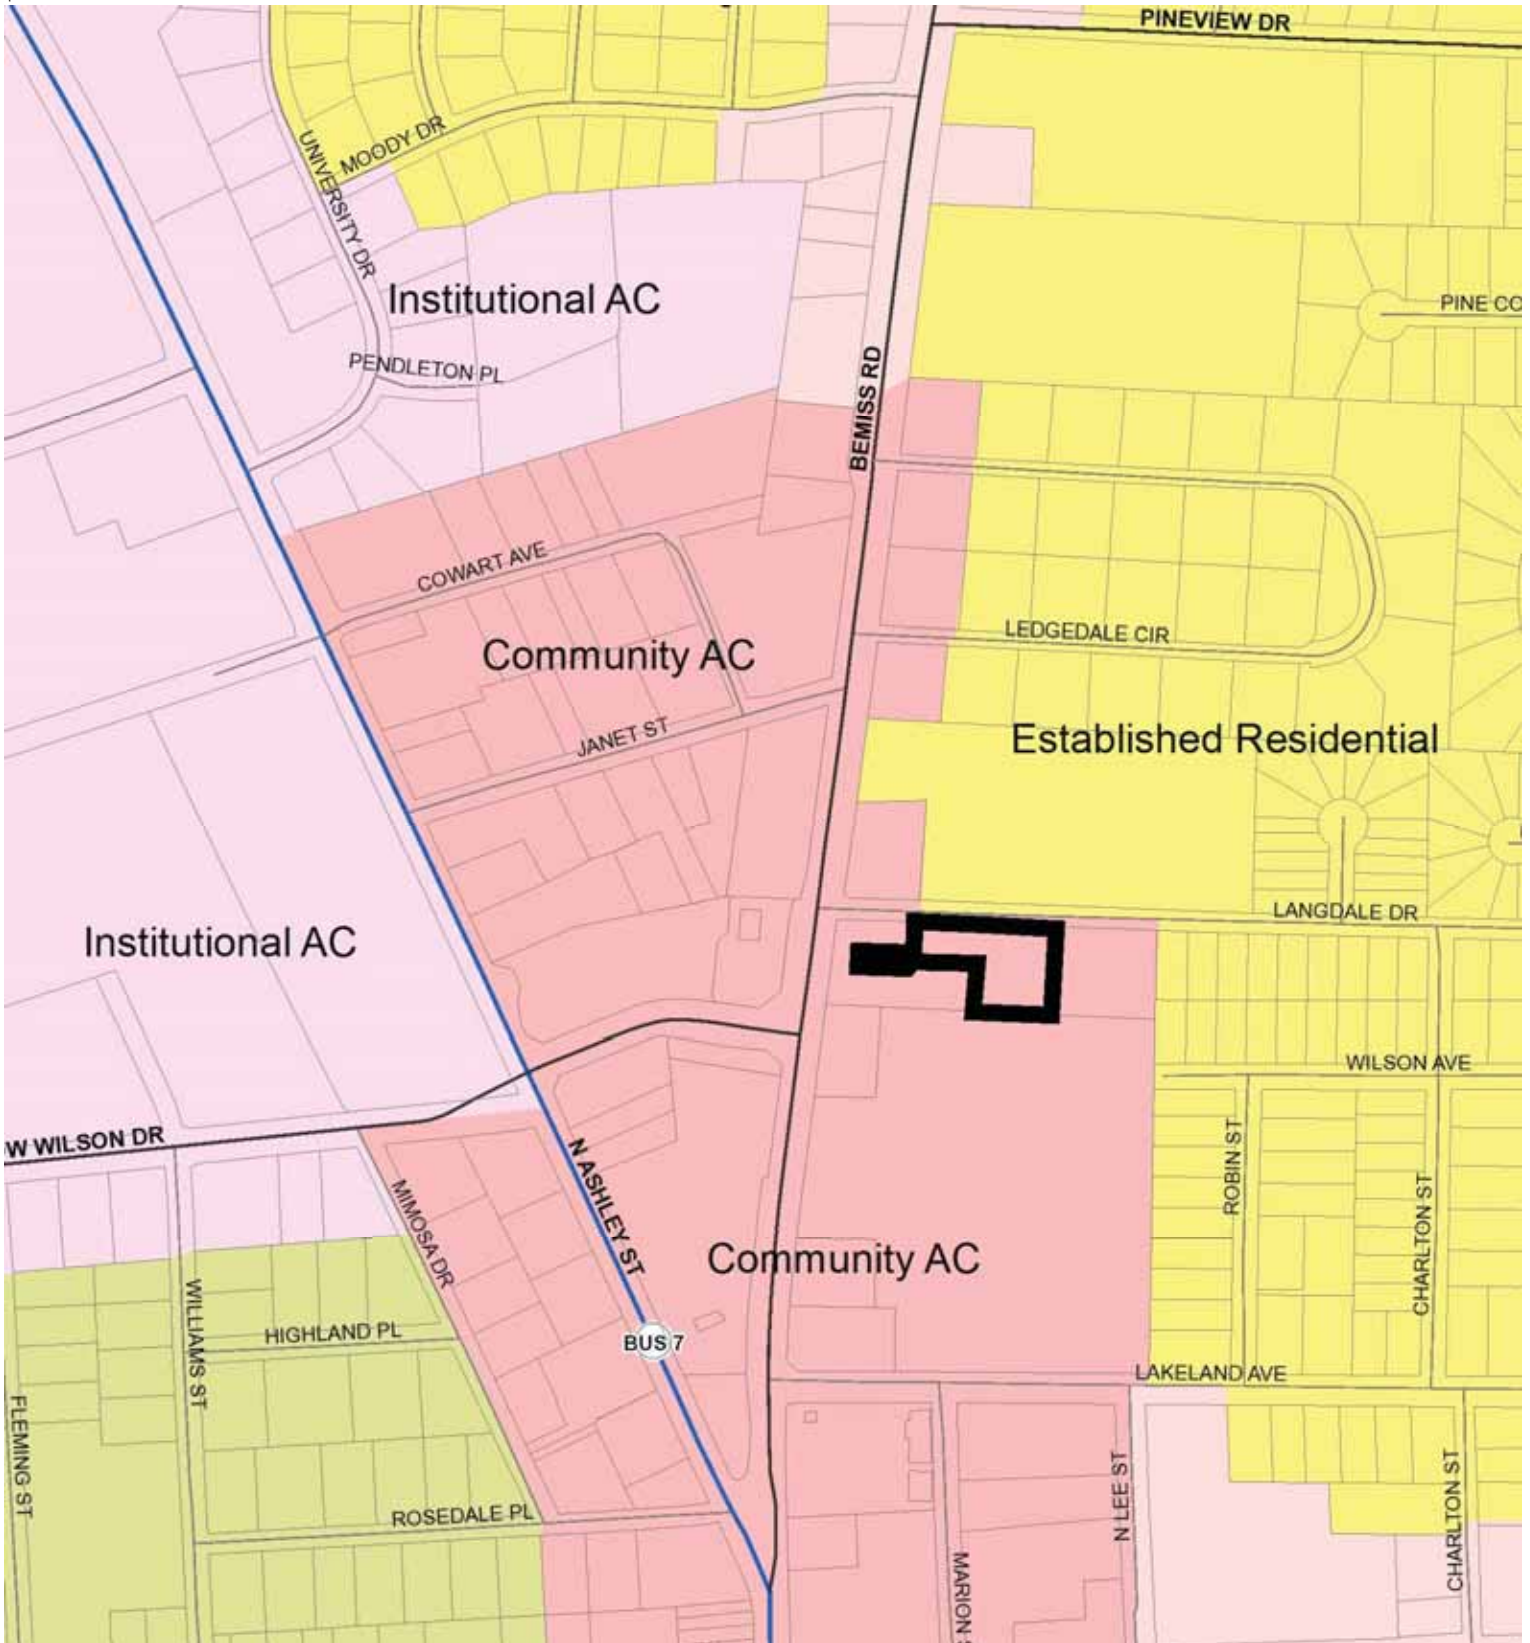 PINEVIEW DR
MOODY DR
UNIVERSITY DR
Institutional AC
PINE CO
PENDLETON PL
BEMISS RD
COWART AVE
LEDGEDALE CIR
Community AC
JANET ST
Established Residential
LANGDALE DR
Institutional AC
WILSON AVE
W WILSON DR
ROBIN ST
N ASHLEY ST
MIMOSA DR
CHARLTON ST
Community AC
WILLIAMS ST
HIGHLAND PL
BUS 7
LAKELAND AVE
FLEMING ST
ROSEDALE PL
N LEE ST
CHARLTON ST
MARION